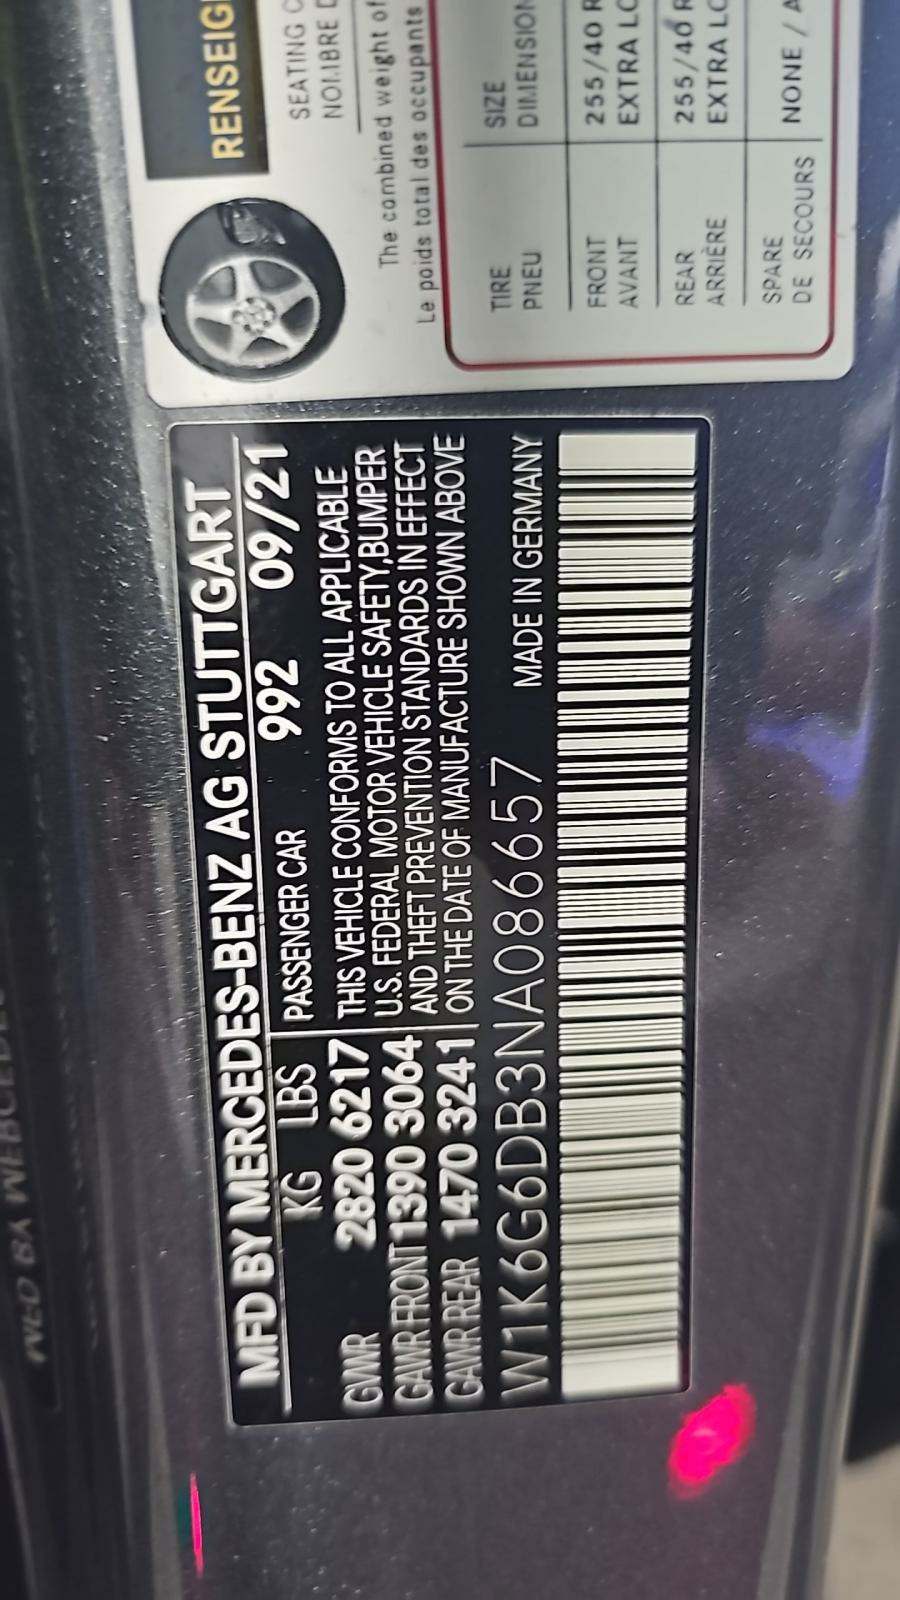 MFD BY MERCEDES-BENZ AG STUTTGART
KG LBS PASSENGER CAR 992 09/21
GVWR 2820 6217
GAWR FRONT 1390 3064
GAWR REAR 1470 3241
THIS VEHICLE CONFORMS TO ALL APPLICABLE
U.S. FEDERAL MOTOR VEHICLE SAFETY,BUMPER
AND THEFT PREVENTION STANDARDS IN EFFECT
ON THE DATE OF MANUFACTURE SHOWN ABOVE
W1K6G6DB3NA086657 MADE IN GERMANY
RENSEIG
SEATING C
NOMBRE D
The combined weight of
Le poids total des occupants
TIRE SIZE
PNEU DIMENSION
FRONT 255/40 R
AVANT EXTRA LO
REAR 255/40 R
ARRIÈRE EXTRA LO
SPARE NONE / A
DE SECOURS